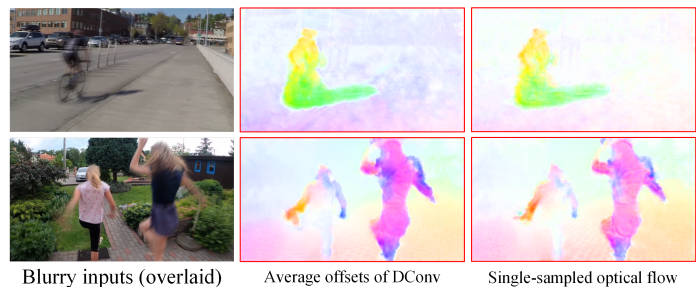 Blurry inputs (overlaid)
Average offsets of DConv
Single-sampled optical flow